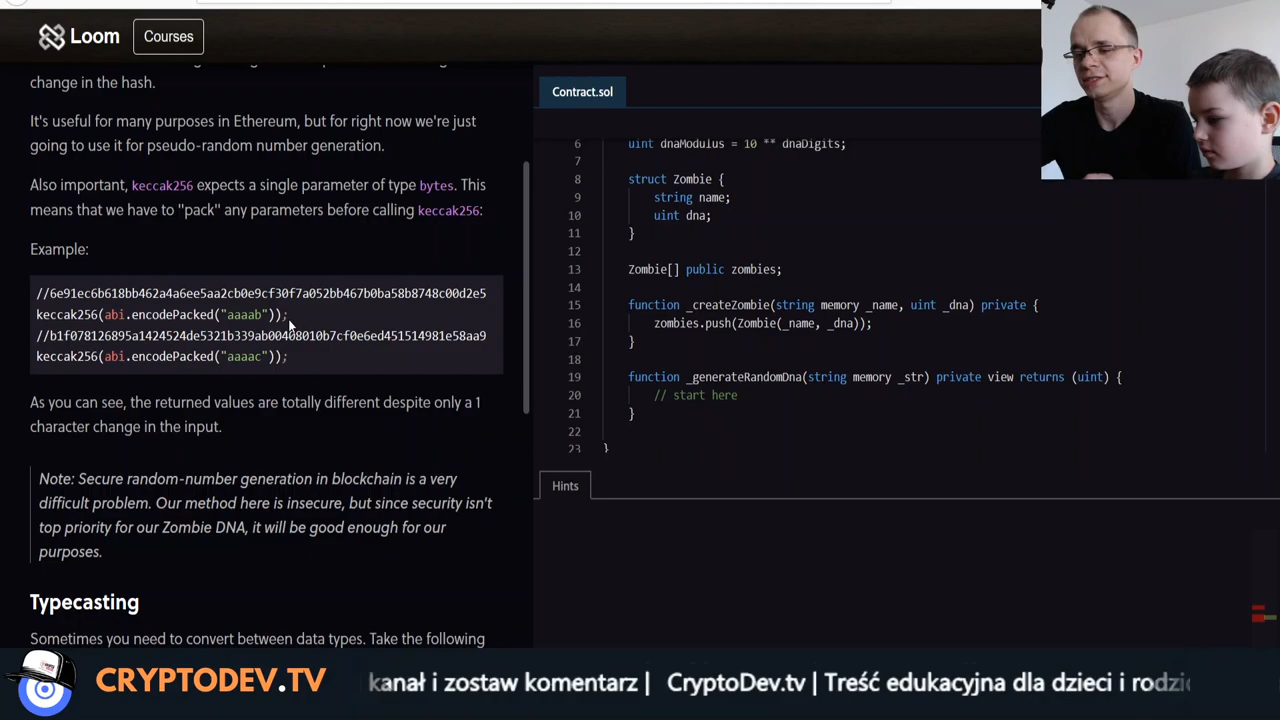 Loom
Courses
change in the hash.
It's useful for many purposes in Ethereum, but for right now we're just
going to use it for pseudo-random number generation.
Also important, keccak256 expects a single parameter of type bytes. This
means that we have to "pack" any parameters before calling keccak256:
Example:
//6e91ec6b618bb462a4a6ee5aa2cb0e9cf30f7a052bb467b0ba58b8748c00d2e5
keccak256(abi.encodePacked("aaaab"));
//b1f078126895a1424524de5321b339ab00408010b7cf0e6ed451514981e58aa9
keccak256(abi.encodePacked("aaaac"));
As you can see, the returned values are totally different despite only a 1
character change in the input.
Note: Secure random-number generation in blockchain is a very
difficult problem. Our method here is insecure, but since security isn't
top priority for our Zombie DNA, it will be good enough for our
purposes.
Typecasting
Sometimes you need to convert between data types. Take the following
Contract.sol
6 uint dnaModulus = 10 ** dnaDigits;
7
8 struct Zombie {
9 string name;
10 uint dna;
11 }
12
13 Zombie[] public zombies;
14
15 function _createZombie(string memory _name, uint _dna) private {
16 zombies.push(Zombie(_name, _dna));
17 }
18
19 function _generateRandomDna(string memory _str) private view returns (uint) {
20 // start here
21 }
22
23 }
Hints
CRYPTODEV.TV
kanał i zostaw komentarz | CryptoDev.tv | Treść edukacyjna dla dzieci i